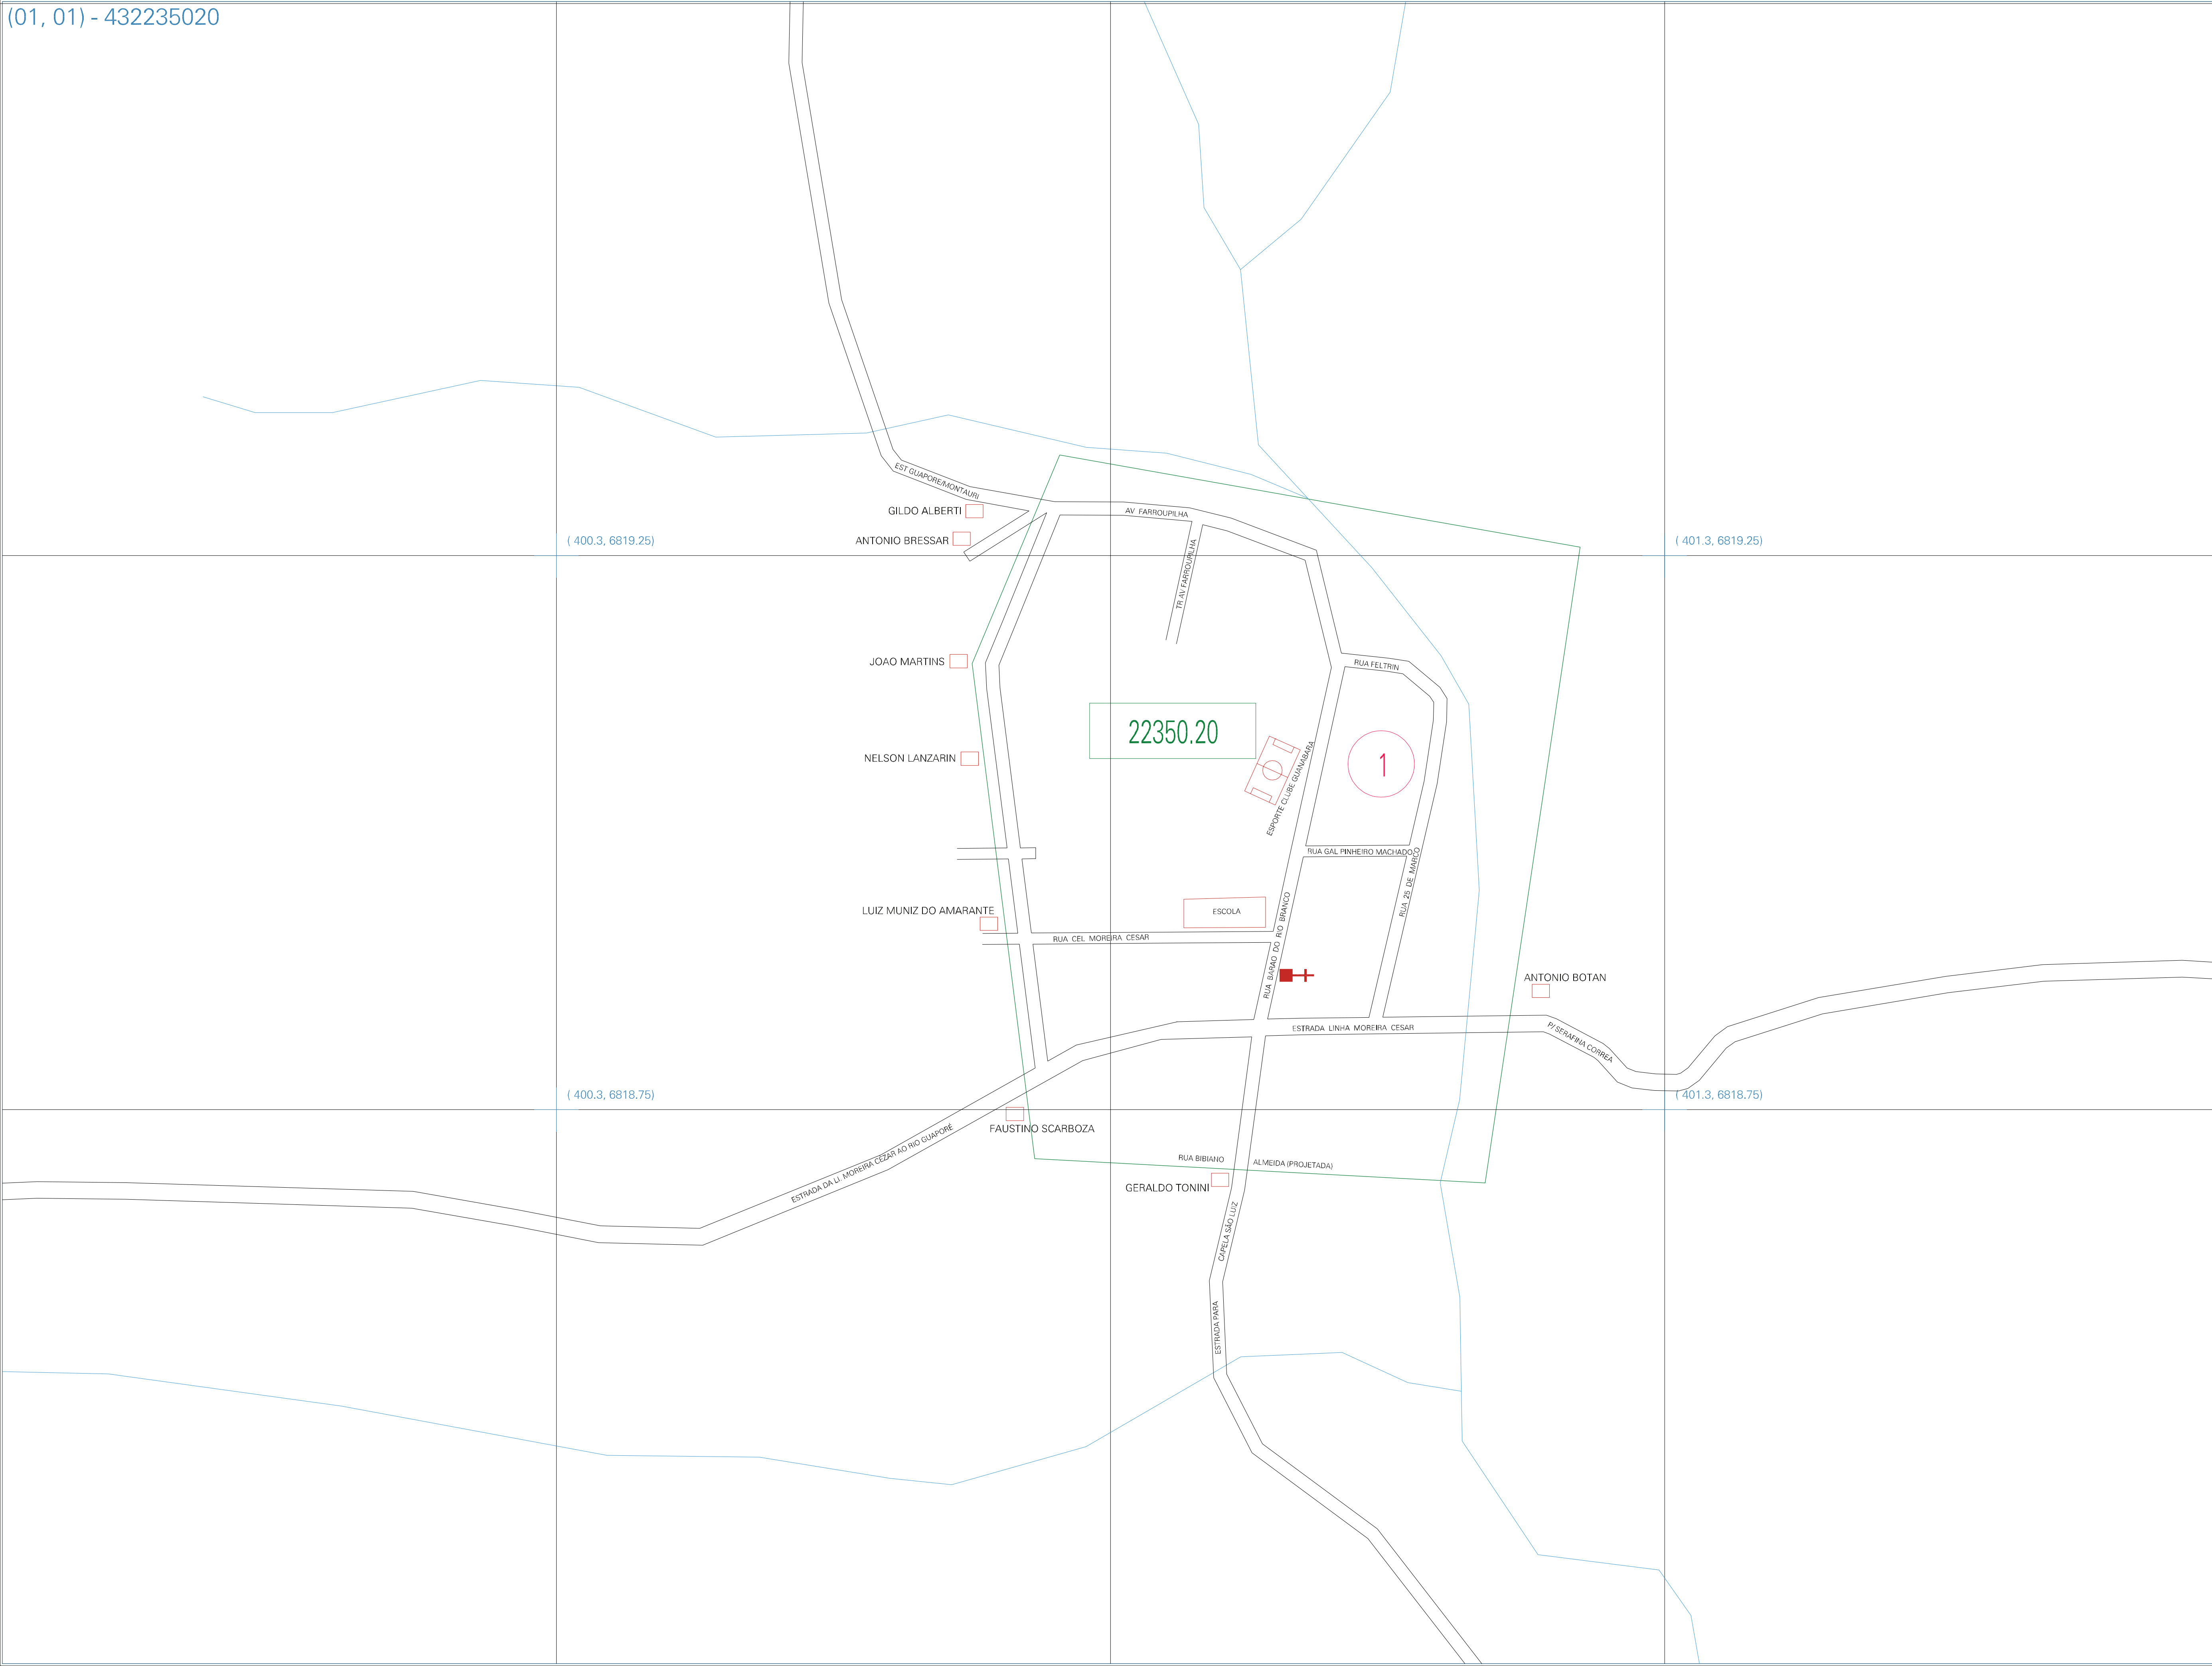 (01, 01) - 432235020
EST GUAPORE/MONTAURI
GILDO ALBERTI
AV FARROUPILHA
ANTONIO BRESSAR
( 400.3, 6819.25)
( 401.3, 6819.25)
TR AV FARROUPILHA
JOAO MARTINS
RUA FELTRIN
22350.20
NELSON LANZARIN
ESPORTE CLUBE GUANABARA
1
RUA GAL PINHEIRO MACHADO
RUA 25 DE MARCO
LUIZ MUNIZ DO AMARANTE
ESCOLA
RUA CEL MOREIRA CESAR
RUA BARAO DO RIO BRANCO
ANTONIO BOTAN
ESTRADA LINHA MOREIRA CESAR
P/ SERAFINA CORREA
( 400.3, 6818.75)
( 401.3, 6818.75)
FAUSTINO SCARBOZA
ESTRADA DA LI. MOREIRA CEZAR AO RIO GUAPORÉ
RUA BIBIANO ALMEIDA (PROJETADA)
GERALDO TONINI
CAPELA SÃO LUIZ
ESTRADA PARA